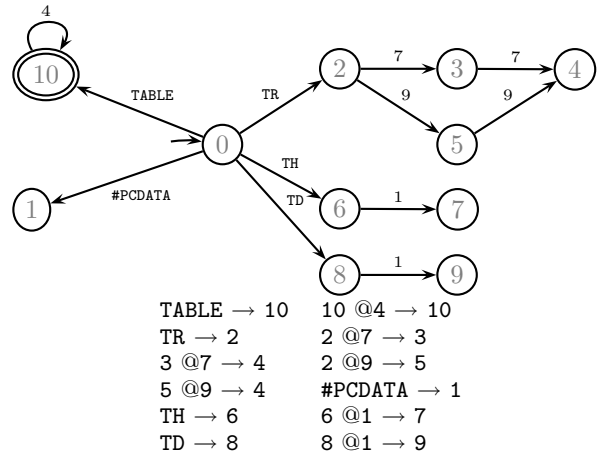 4
10
TABLE
0
#PCDATA
1
TR
2
7
3
7
4
9
5
9
TH
6
1
7
TD
8
1
9
TABLE → 10 10 @4 → 10
TR → 2 2 @7 → 3
3 @7 → 4 2 @9 → 5
5 @9 → 4 #PCDATA → 1
TH → 6 6 @1 → 7
TD → 8 8 @1 → 9